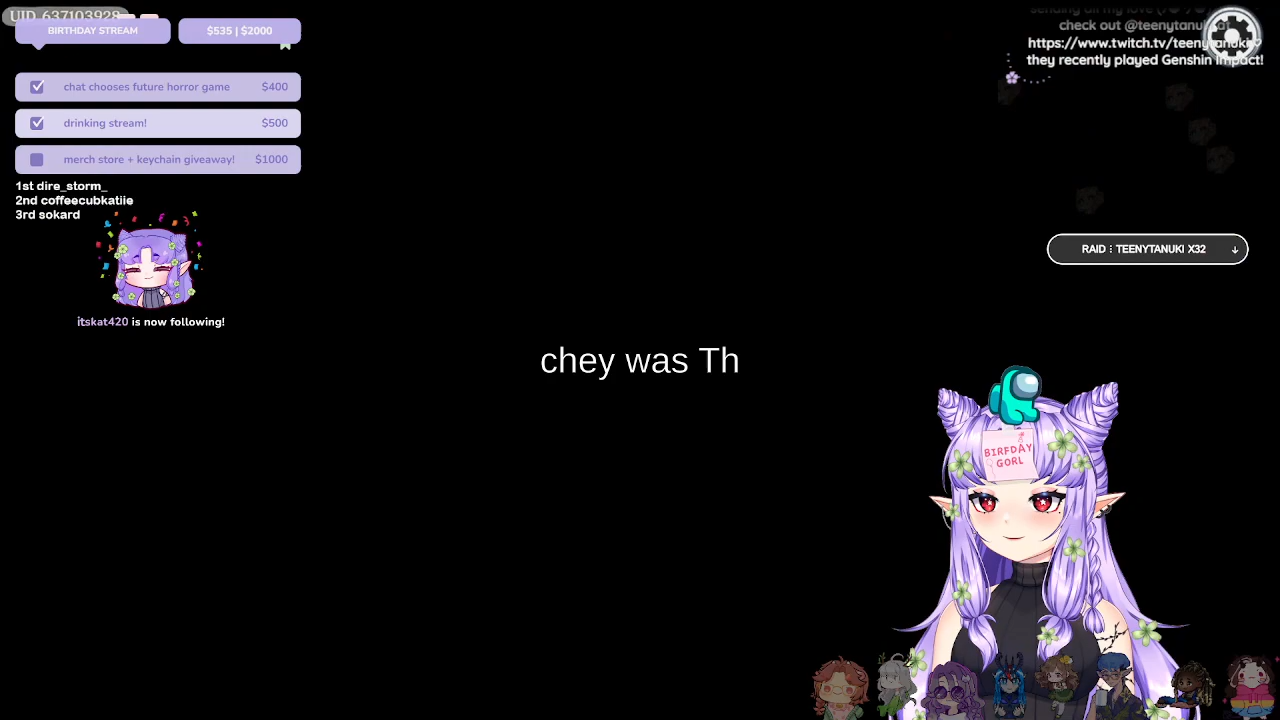 UID 637103928
BIRTHDAY STREAM
$535 | $2000
chat chooses future horror game $400
drinking stream! $500
merch store + keychain giveaway! $1000
1st dire_storm_
2nd coffeecubkatiie
3rd sokard
itskat420 is now following!
check out @teenytanuki at
https://www.twitch.tv/teenytanuki
they recently played Genshin Impact!
RAID : TEENYTANUKI X32 ↓
chey was Th
BIRFDAY
GORL